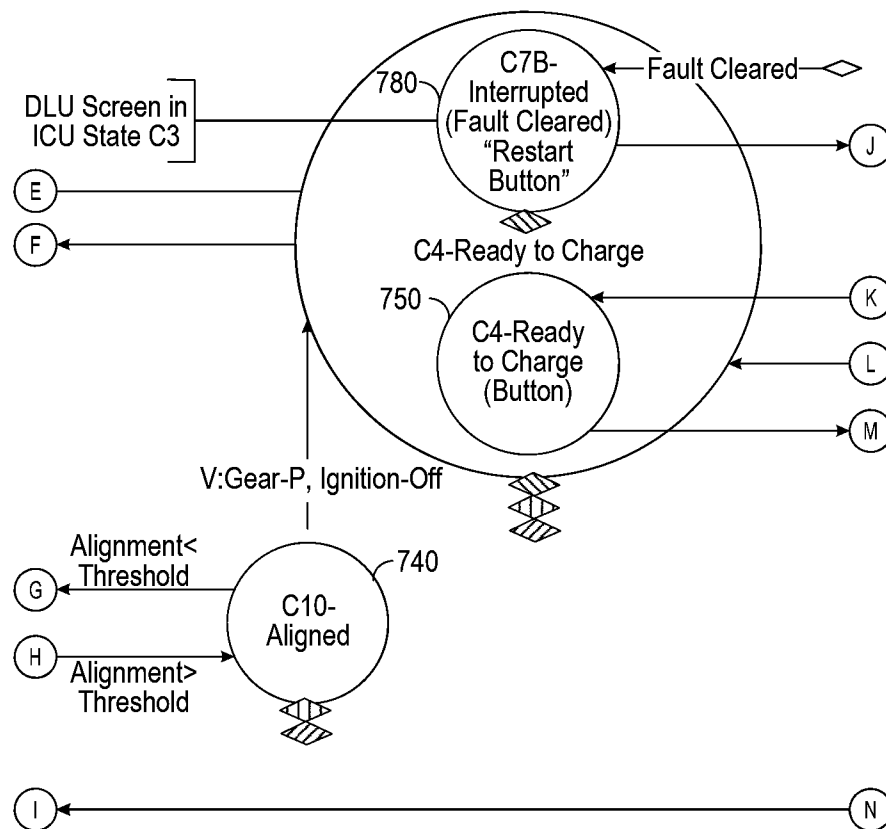 C7B-
Interrupted
(Fault Cleared)
“Restart
Button”
780
Fault Cleared
DLU Screen in
ICU State C3
J
E
F
C4-Ready to Charge
750
K
C4-Ready
to Charge
(Button)
L
M
V:Gear-P, Ignition-Off
Alignment<
Threshold
740
G
C10-
Aligned
H
Alignment>
Threshold
I
N